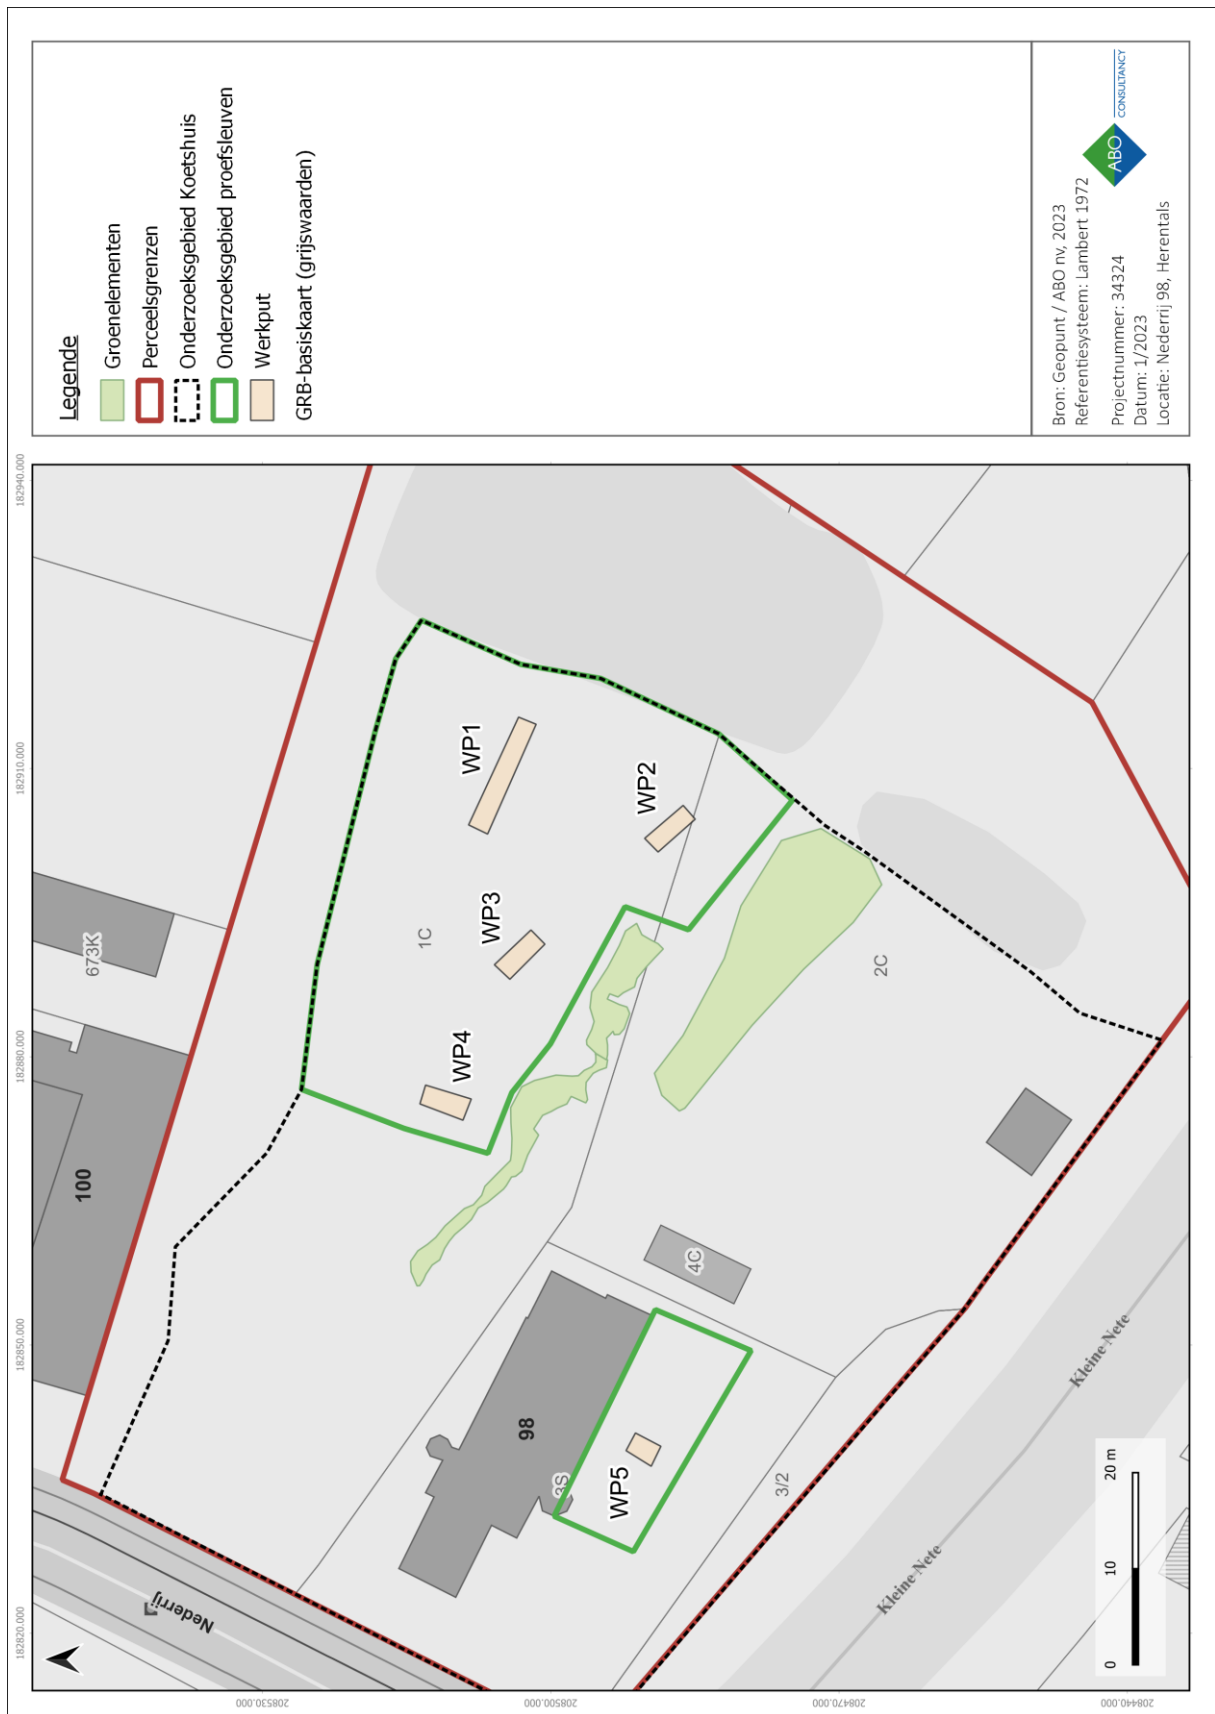 182820.000
182850.000
182880.000
182910.000
182940.000
208530.000
208500.000
208470.000
208440.000
Nederrij
100
673K
1C
WP1
WP2
WP3
WP4
WP5
98
3S
4C
2C
3/2
Kleine Nete
Kleine Nete
0 10 20 m
Legende
Groenelementen
Perceelsgrenzen
Onderzoeksgebied Koetshuis
Onderzoeksgebied proefsleuven
Werkput
GRB-basiskaart (grijswaarden)
Bron: Geopunt / ABO nv, 2023
Referentiesysteem: Lambert 1972
Projectnummer: 34324
Datum: 1/2023
Locatie: Nederrij 98, Herentals
ABO
CONSULTANCY